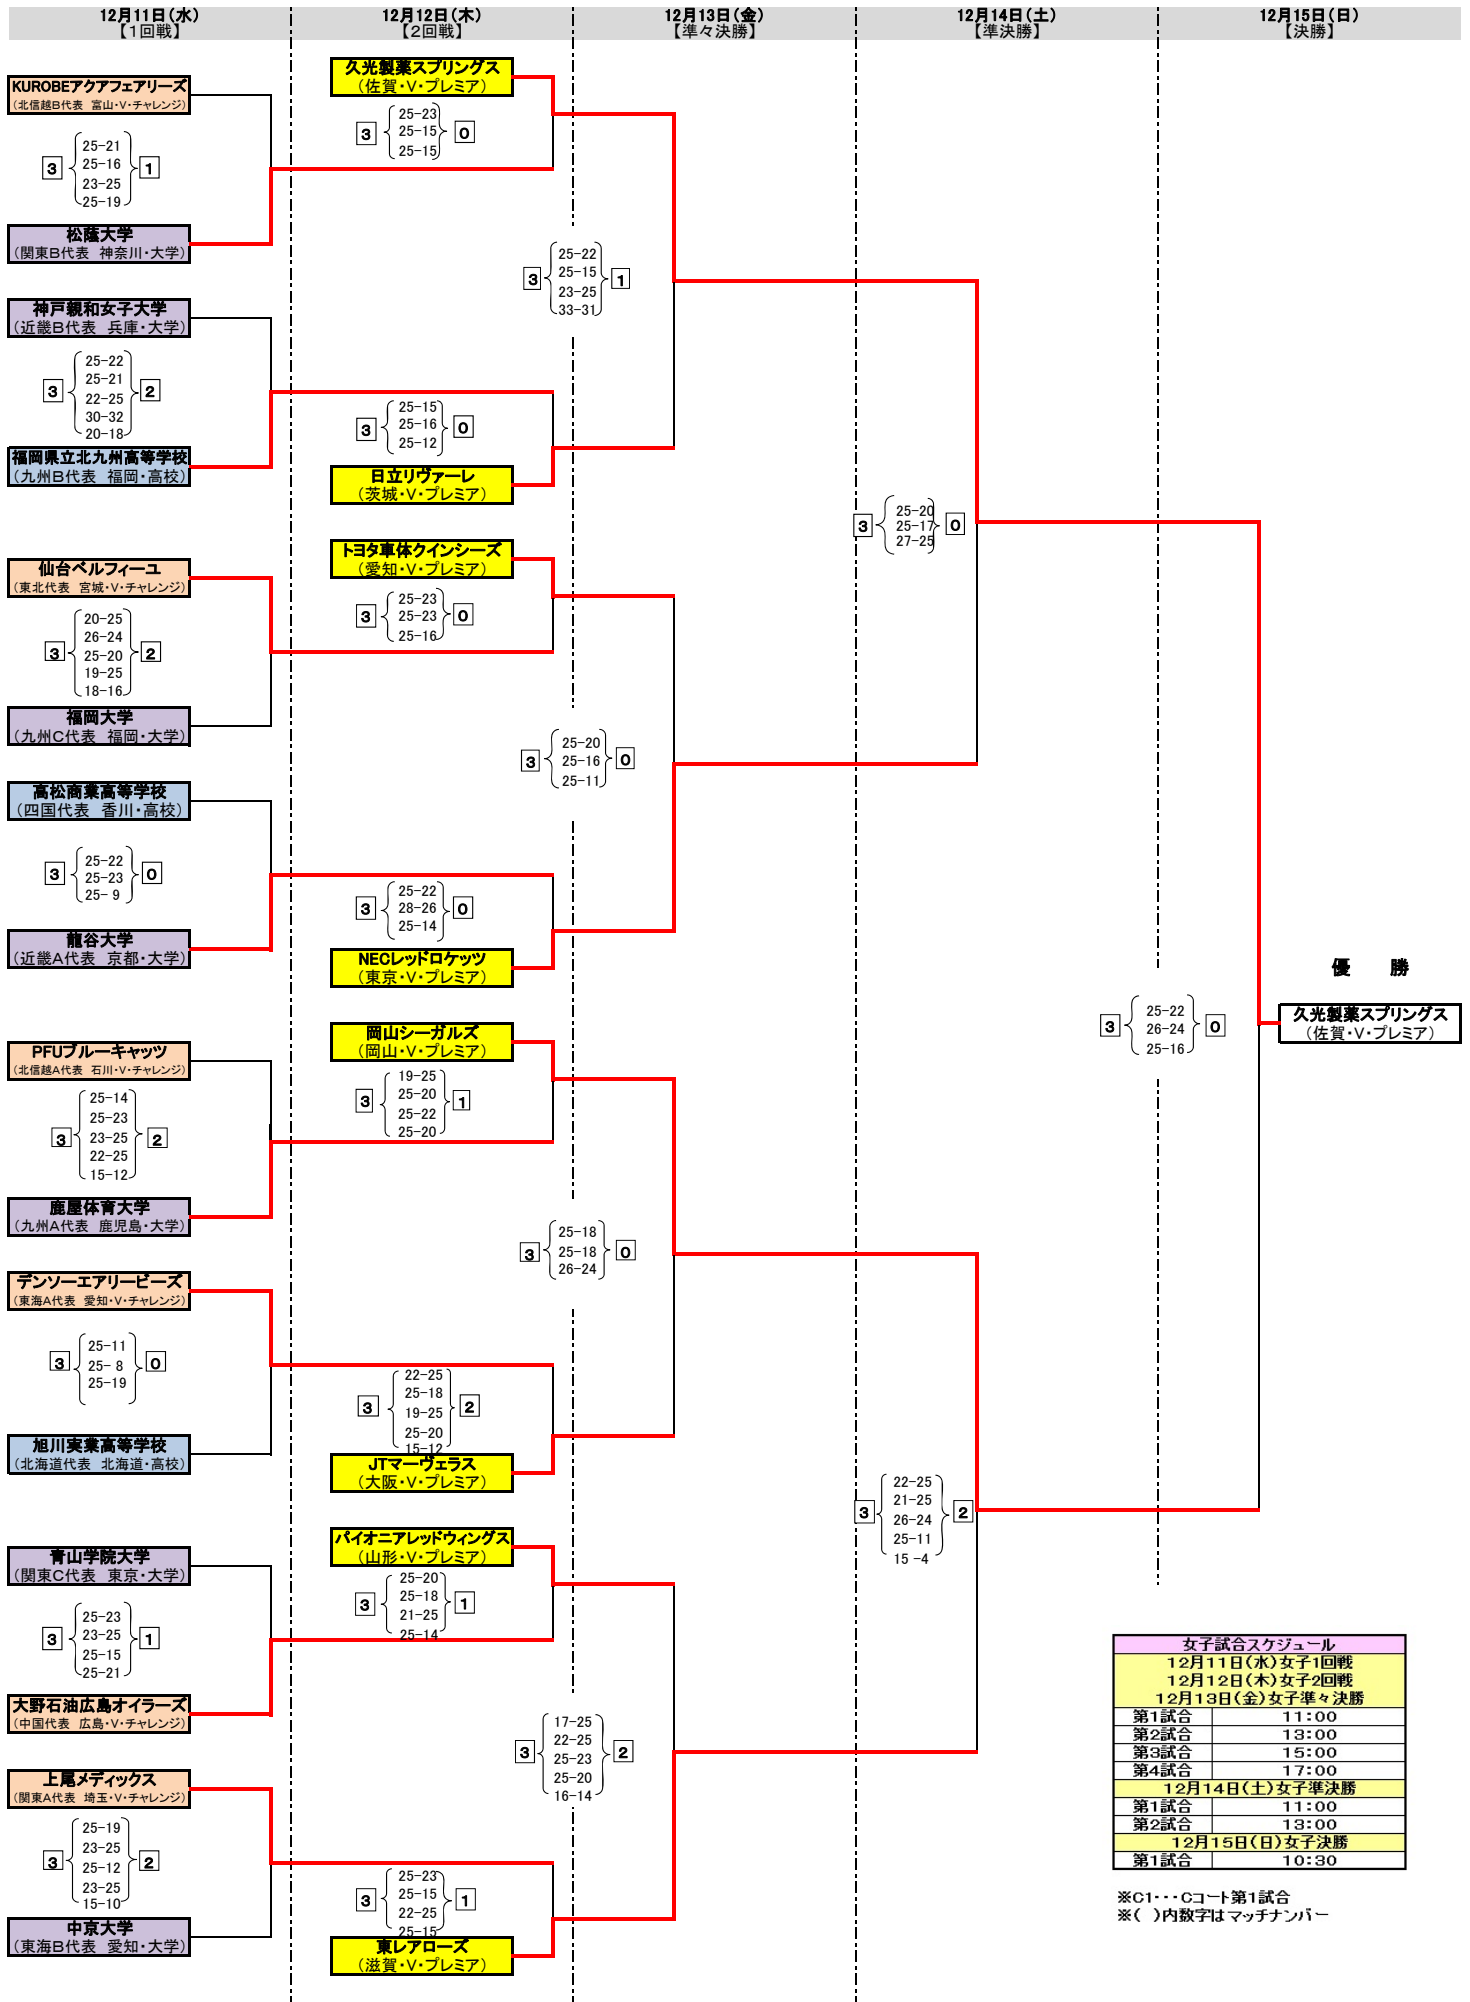 12月11日(水)
【1回戦】
12月12日(木)
【2回戦】
12月13日(金)
【準々決勝】
12月14日(土)
【準決勝】
12月15日(日)
【決勝】
KUROBEアクアフェアリーズ
(北信越B代表　富山・V・チャレンジ)
3
25-21
25-16
23-25
25-19
1
松蔭大学
(関東B代表　神奈川・大学)
神戸親和女子大学
(近畿B代表　兵庫・大学)
3
25-22
25-21
22-25
30-32
20-18
2
福岡県立北九州高等学校
(九州B代表　福岡・高校)
仙台ベルフィーユ
(東北代表　宮城・V・チャレンジ)
3
20-25
26-24
25-20
19-25
18-16
2
福岡大学
(九州C代表　福岡・大学)
高松商業高等学校
(四国代表　香川・高校)
3
25-22
25-23
25- 9
0
龍谷大学
(近畿A代表　京都・大学)
PFUブルーキャッツ
(北信越A代表　石川・V・チャレンジ)
3
25-14
25-23
23-25
22-25
15-12
2
鹿屋体育大学
(九州A代表　鹿児島・大学)
デンソーエアリービーズ
(東海A代表　愛知・V・チャレンジ)
3
25-11
25- 8
25-19
0
旭川実業高等学校
(北海道代表　北海道・高校)
青山学院大学
(関東C代表　東京・大学)
3
25-23
23-25
25-15
25-21
1
大野石油広島オイラーズ
(中国代表　広島・V・チャレンジ)
上尾メディックス
(関東A代表　埼玉・V・チャレンジ)
3
25-19
23-25
25-12
23-25
15-10
2
中京大学
(東海B代表　愛知・大学)
久光製薬スプリングス
(佐賀・V・プレミア)
3
25-23
25-15
25-15
0
3
25-15
25-16
25-12
0
日立リヴァーレ
(茨城・V・プレミア)
トヨタ車体クインシーズ
(愛知・V・プレミア)
3
25-23
25-23
25-16
0
3
25-22
28-26
25-14
0
NECレッドロケッツ
(東京・V・プレミア)
岡山シーガルズ
(岡山・V・プレミア)
3
19-25
25-20
25-22
25-20
1
3
22-25
25-18
19-25
25-20
15-12
2
JTマーヴェラス
(大阪・V・プレミア)
パイオニアレッドウィングス
(山形・V・プレミア)
3
25-20
25-18
21-25
25-14
1
3
25-23
25-15
22-25
25-15
1
東レアローズ
(滋賀・V・プレミア)
3
25-22
25-15
23-25
33-31
1
3
25-20
25-16
25-11
0
3
25-18
25-18
26-24
0
3
17-25
22-25
25-23
25-20
16-14
2
3
25-20
25-17
27-25
0
3
22-25
21-25
26-24
25-11
15 -4
2
3
25-22
26-24
25-16
0
優　勝
久光製薬スプリングス
(佐賀・V・プレミア)
女子試合スケジュール
12月11日(水)女子1回戦
12月12日(木)女子2回戦
12月13日(金)女子準々決勝
第1試合 11:00
第2試合 13:00
第3試合 15:00
第4試合 17:00
12月14日(土)女子準決勝
第1試合 11:00
第2試合 13:00
12月15日(日)女子決勝
第1試合 10:30
※C1・・・Cコート第1試合
※(　)内数字はマッチナンバー